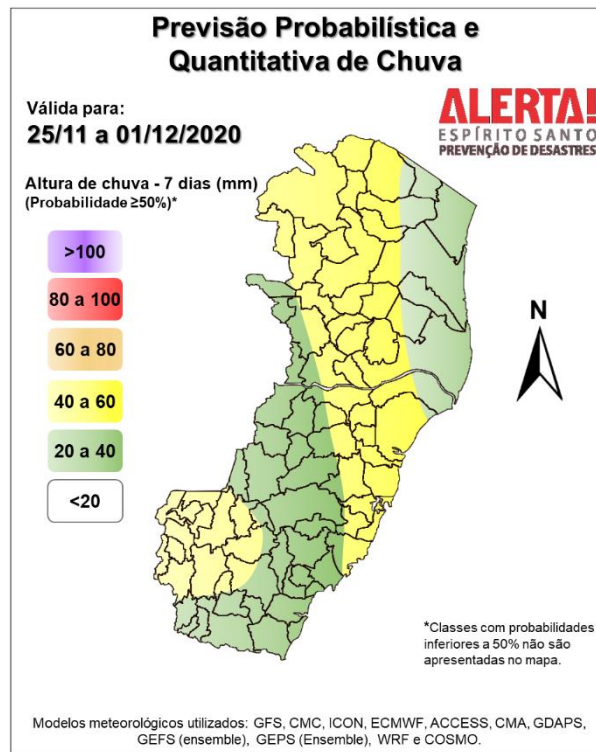 Previsão Probabilística e
Quantitativa de Chuva
Válida para:
25/11 a 01/12/2020
ALERTA!
ESPÍRITO SANTO
PREVENÇÃO DE DESASTRES
Altura de chuva - 7 dias (mm)
(Probabilidade ≥50%)*
>100
80 a 100
60 a 80
40 a 60
20 a 40
<20
N
*Classes com probabilidades
inferiores a 50% não são
apresentadas no mapa.
Modelos meteorológicos utilizados: GFS, CMC, ICON, ECMWF, ACCESS, CMA, GDAPS,
GEFS (ensemble), GEPS (Ensemble), WRF e COSMO.